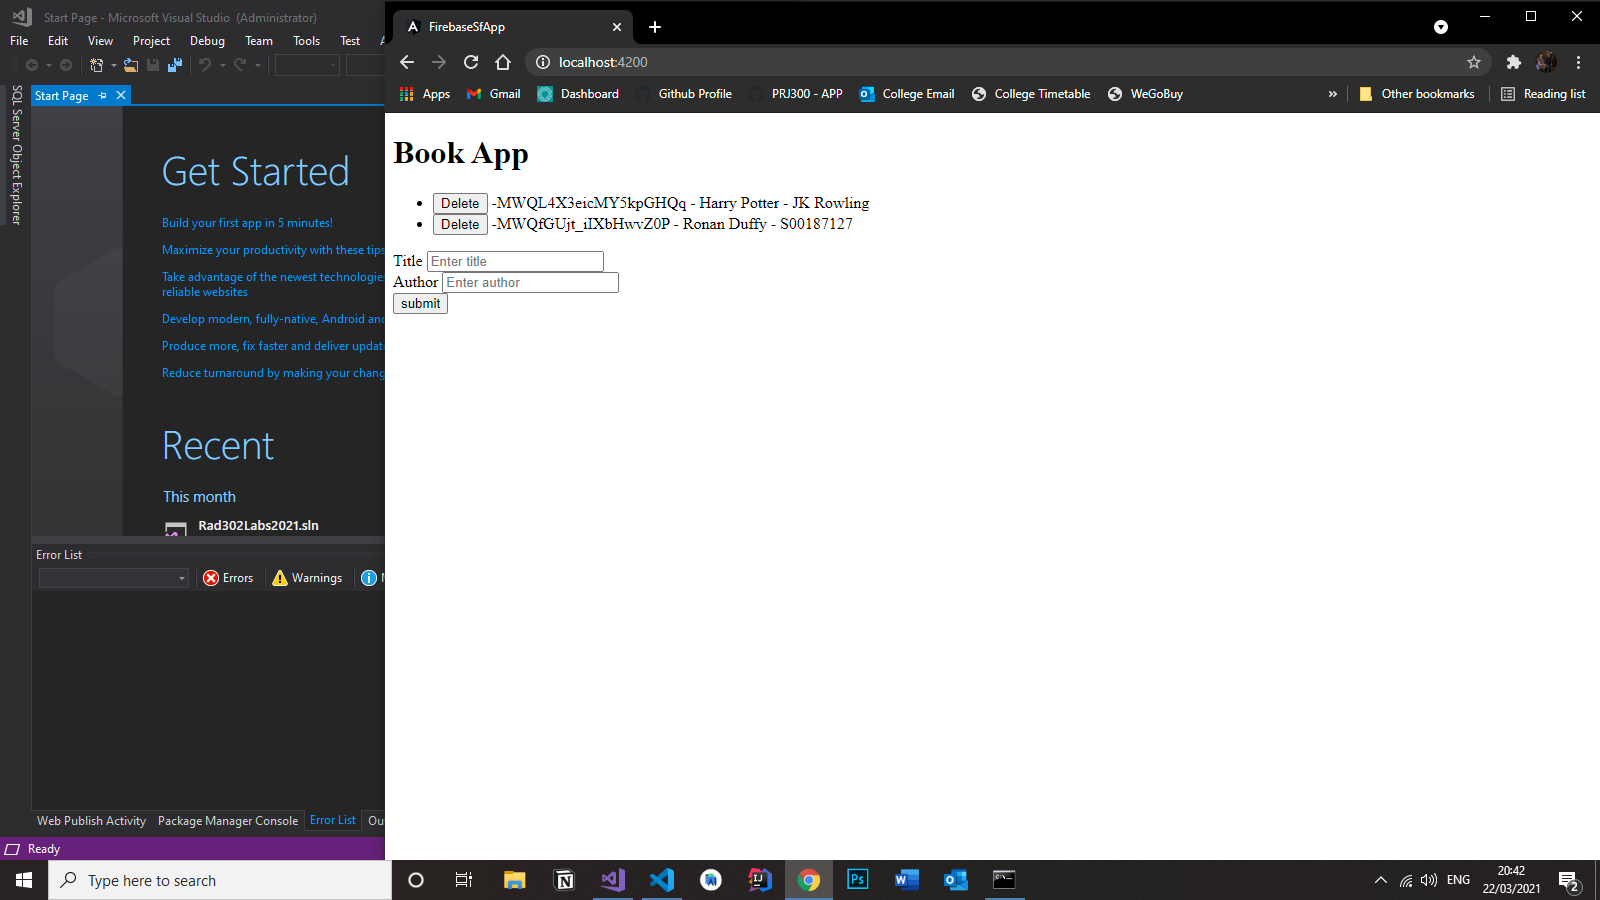 Start Page - Microsoft Visual Studio (Administrator)
File Edit View Project Debug Team Tools Test
Start Page
SQL Server Object Explorer
Get Started
Build your first app in 5 minutes!
Maximize your productivity with these tips
Take advantage of the newest technologies
reliable websites
Develop modern, fully-native, Android and
Produce more, fix faster and deliver update
Reduce turnaround by making your chang
Recent
This month
Rad302Labs2021.sln
Error List
Errors Warnings
Web Publish Activity Package Manager Console Error List Ou
Ready
FirebaseSfApp
localhost:4200
Apps Gmail Dashboard Github Profile PRJ300 - APP College Email College Timetable WeGoBuy » Other bookmarks Reading list
Book App
Delete -MWQL4X3eicMY5kpGHQq - Harry Potter - JK Rowling
Delete -MWQfGUjt_iIXbHwvZ0P - Ronan Duffy - S00187127
Title Enter title
Author Enter author
submit
Type here to search
ENG
20:42
22/03/2021
2